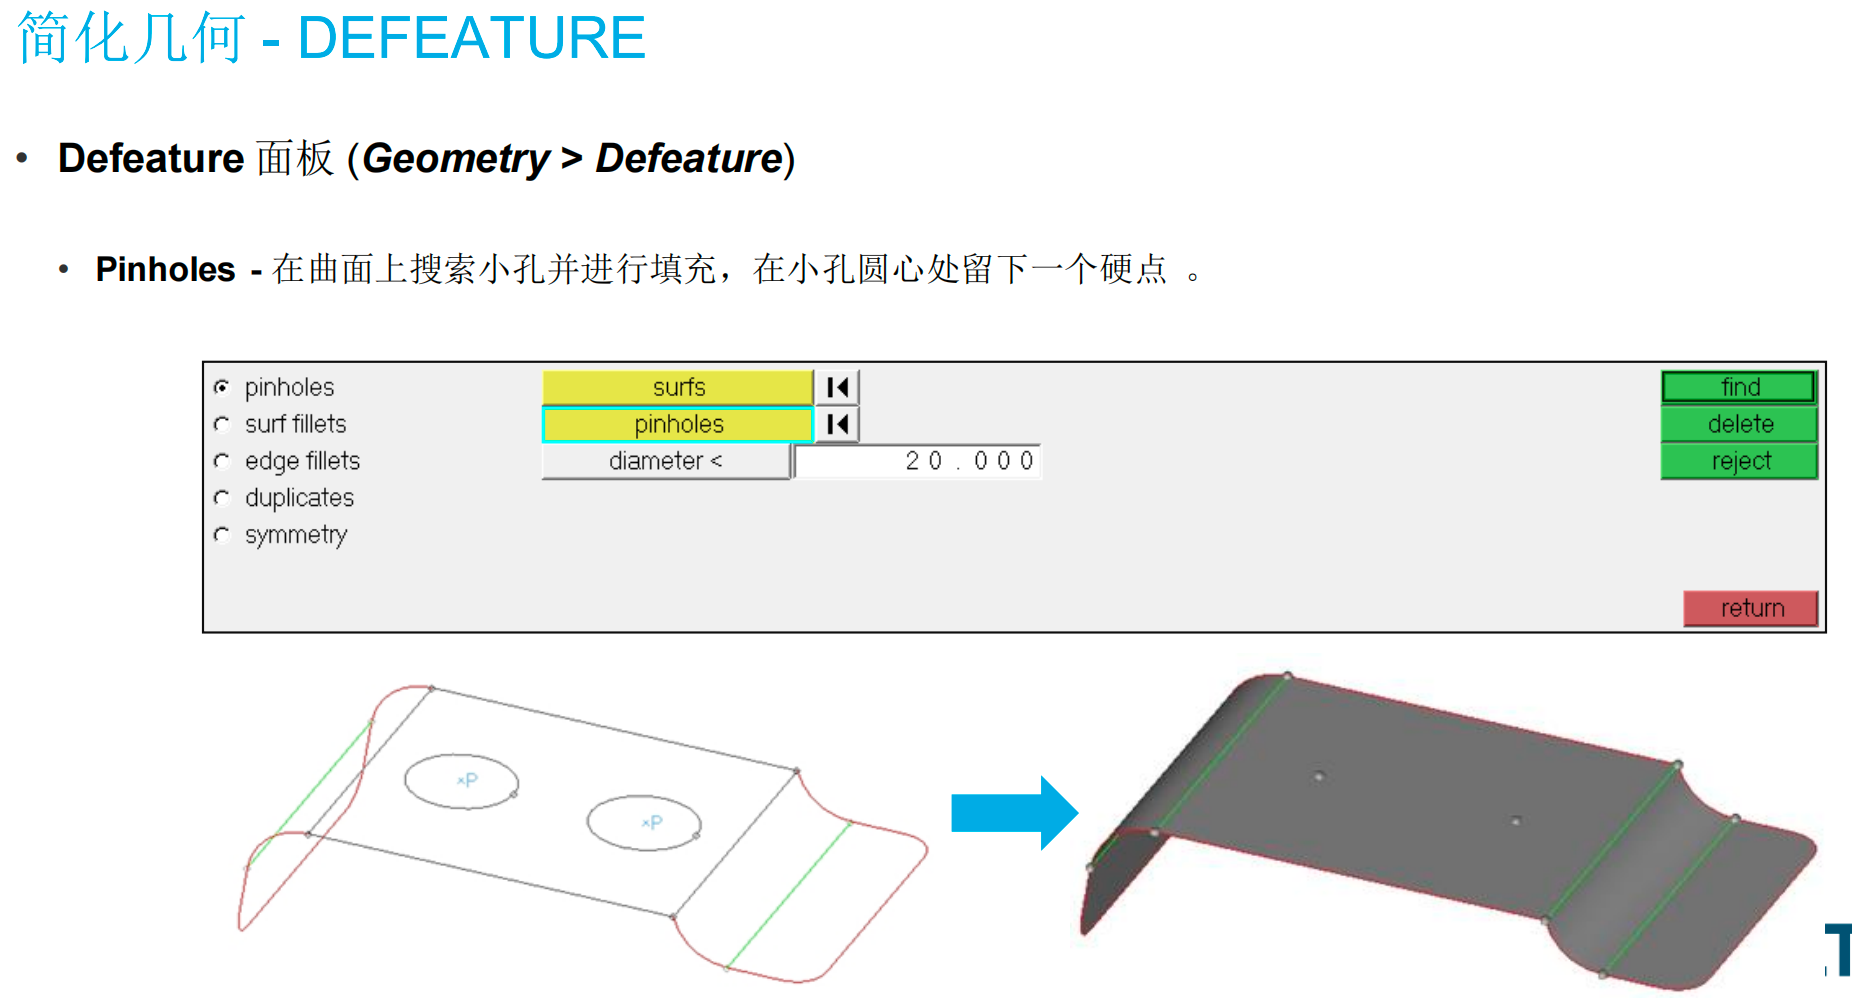 简化几何 - DEFEATURE
• Defeature 面板 (Geometry > Defeature)
• Pinholes - 在曲面上搜索小孔并进行填充，在小孔圆心处留下一个硬点 。
pinholes surfs find
surf fillets pinholes delete
edge fillets diameter < 20.000 reject
duplicates
symmetry
return
×P
×P